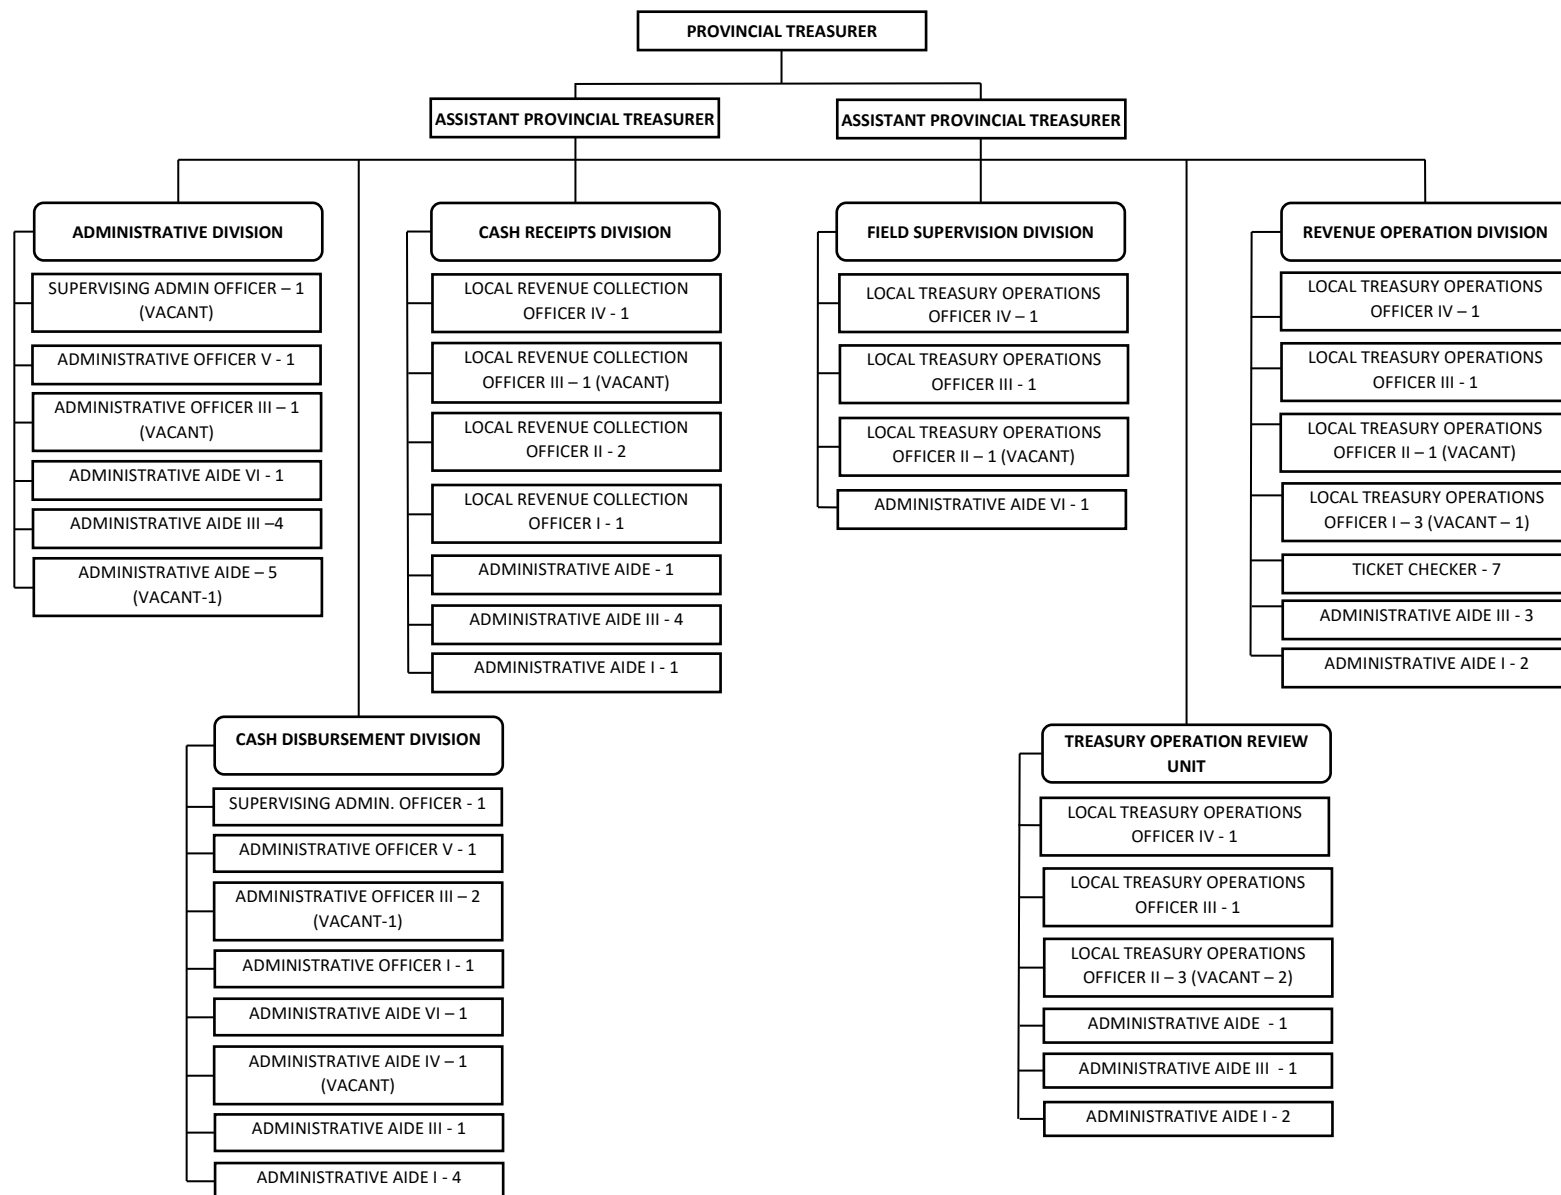 PROVINCIAL TREASURER
ASSISTANT PROVINCIAL TREASURER
ASSISTANT PROVINCIAL TREASURER
ADMINISTRATIVE DIVISION
SUPERVISING ADMIN OFFICER – 1
(VACANT)
ADMINISTRATIVE OFFICER V - 1
ADMINISTRATIVE OFFICER III – 1
(VACANT)
ADMINISTRATIVE AIDE VI - 1
ADMINISTRATIVE AIDE III –4
ADMINISTRATIVE AIDE – 5
(VACANT-1)
CASH RECEIPTS DIVISION
LOCAL REVENUE COLLECTION
OFFICER IV - 1
LOCAL REVENUE COLLECTION
OFFICER III – 1 (VACANT)
LOCAL REVENUE COLLECTION
OFFICER II - 2
LOCAL REVENUE COLLECTION
OFFICER I - 1
ADMINISTRATIVE AIDE - 1
ADMINISTRATIVE AIDE III - 4
ADMINISTRATIVE AIDE I - 1
FIELD SUPERVISION DIVISION
LOCAL TREASURY OPERATIONS
OFFICER IV – 1
LOCAL TREASURY OPERATIONS
OFFICER III - 1
LOCAL TREASURY OPERATIONS
OFFICER II – 1 (VACANT)
ADMINISTRATIVE AIDE VI - 1
REVENUE OPERATION DIVISION
LOCAL TREASURY OPERATIONS
OFFICER IV – 1
LOCAL TREASURY OPERATIONS
OFFICER III - 1
LOCAL TREASURY OPERATIONS
OFFICER II – 1 (VACANT)
LOCAL TREASURY OPERATIONS
OFFICER I – 3 (VACANT – 1)
TICKET CHECKER - 7
ADMINISTRATIVE AIDE III - 3
ADMINISTRATIVE AIDE I - 2
CASH DISBURSEMENT DIVISION
SUPERVISING ADMIN. OFFICER - 1
ADMINISTRATIVE OFFICER V - 1
ADMINISTRATIVE OFFICER III – 2
(VACANT-1)
ADMINISTRATIVE OFFICER I - 1
ADMINISTRATIVE AIDE VI – 1
ADMINISTRATIVE AIDE IV – 1
(VACANT)
ADMINISTRATIVE AIDE III - 1
ADMINISTRATIVE AIDE I - 4
TREASURY OPERATION REVIEW
UNIT
LOCAL TREASURY OPERATIONS
OFFICER IV - 1
LOCAL TREASURY OPERATIONS
OFFICER III - 1
LOCAL TREASURY OPERATIONS
OFFICER II – 3 (VACANT – 2)
ADMINISTRATIVE AIDE - 1
ADMINISTRATIVE AIDE III - 1
ADMINISTRATIVE AIDE I - 2